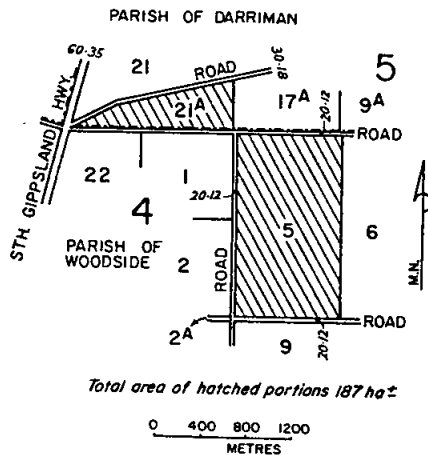 PARISH OF DARRIMAN
60·35
21
ROAD
30·18
5
STH. GIPPSLAND HWY.
21A
17A
20·12
9A
ROAD
22
1
20·12
4
PARISH OF
WOODSIDE
2
ROAD
5
6
M.N.
2A
9
20·12
ROAD
Total area of hatched portions 187 ha±
0 400 800 1200
METRES